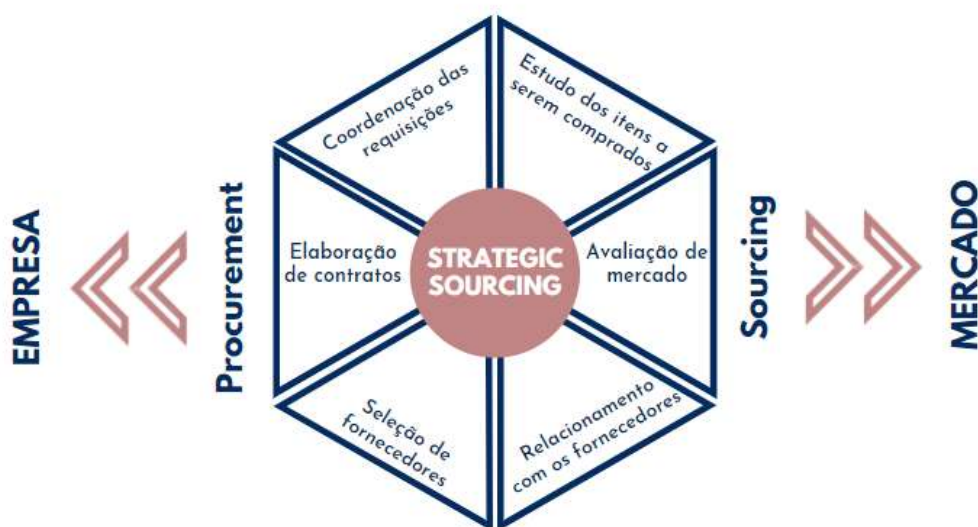 EMPRESA
Procurement
Coordenação das
requisições
Elaboração
de contratos
Seleção de
fornecedores
STRATEGIC
SOURCING
Estudo dos itens a
serem comprados
Avaliação de
mercado
Relacionamento
com os fornecedores
Sourcing
MERCADO